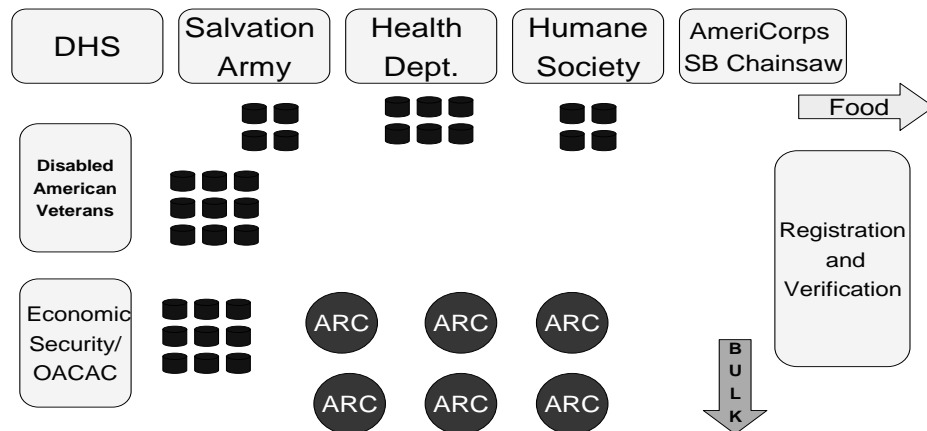 DHS
Salvation
Army
Health
Dept.
Humane
Society
AmeriCorps
SB Chainsaw
Food
Disabled
American
Veterans
Registration
and
Verification
Economic
Security/
OACAC
ARC
ARC
ARC
ARC
ARC
ARC
B
U
L
K